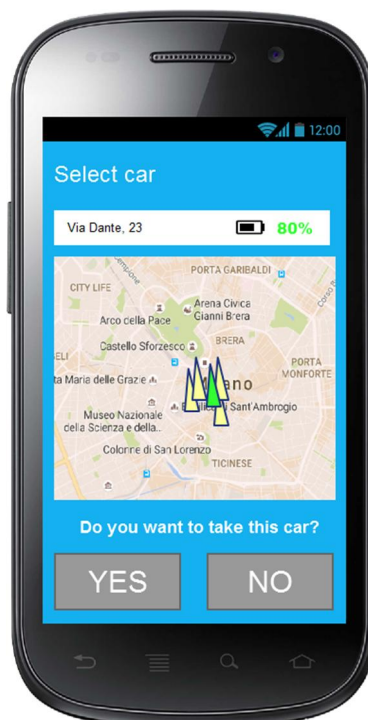 12:00
Select car
Via Dante, 23 80%
PORTA GARIBALDI
CITY LIFE
Arena Civica
Gianni Brera
Arco della Pace
Castello Sforzesco
BRERA
PORTA
MONFORTE
ta Maria delle Grazie
Sant'Ambrogio
Museo Nazionale
della Scienza e della..
Colonne di San Lorenzo
TICINESE
Do you want to take this car?
YES NO